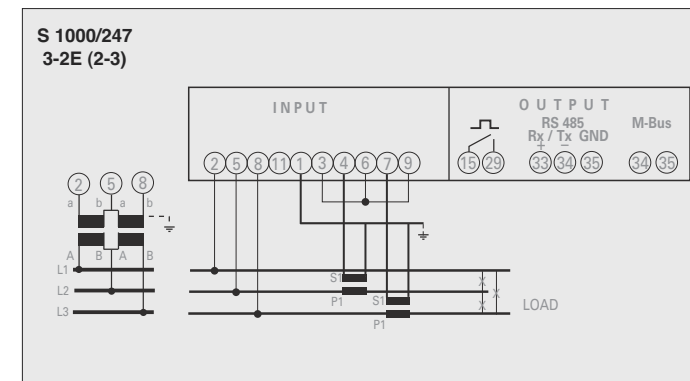 S 1000/247
3-2E (2-3)
INPUT
OUTPUT
RS 485
Rx / Tx GND
+ −
M-Bus
2 5 8 11 1 3 4 6 7 9
15 29 33 34 35 34 35
2 5 8
a b a b
A B A B
L1
L2
L3
S1
P1
S1
P1
LOAD